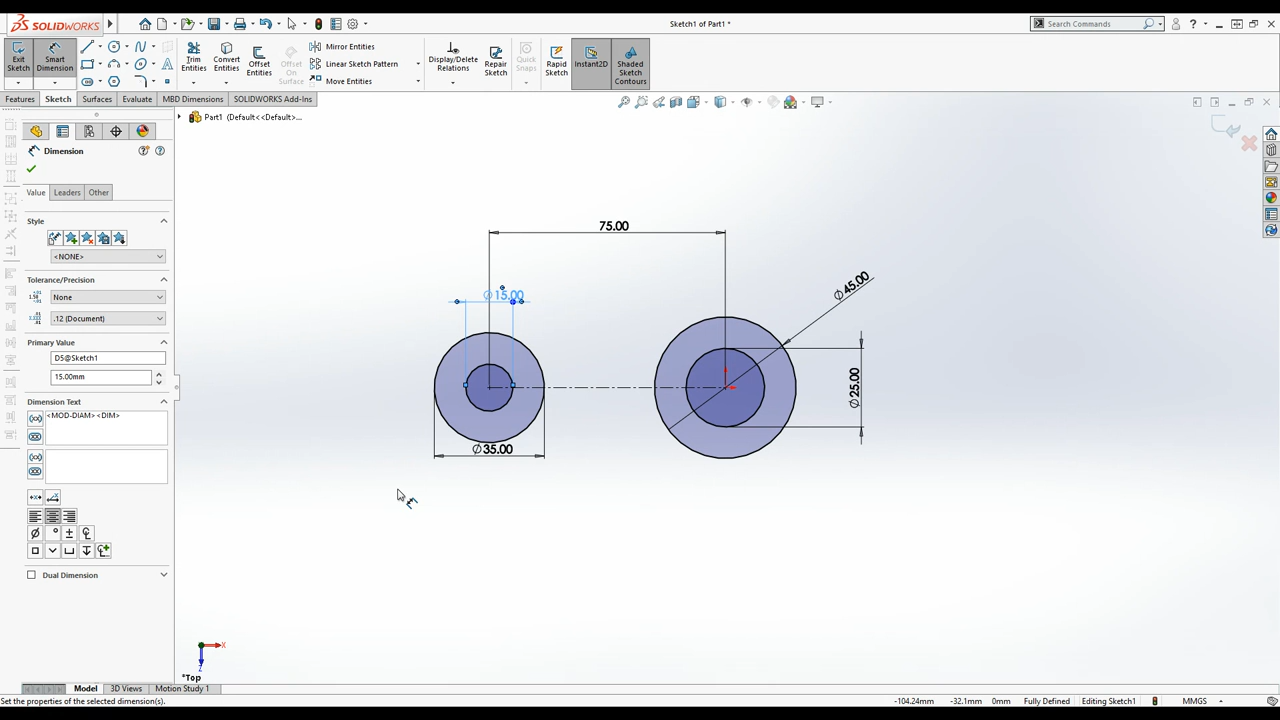 SOLIDWORKS
Sketch1 of Part1 *
Search Commands
Exit Sketch
Smart Dimension
Trim Entities
Convert Entities
Offset Entities
Offset On Surface
Mirror Entities
Linear Sketch Pattern
Move Entities
Display/Delete Relations
Repair Sketch
Quick Snaps
Rapid Sketch
Instant2D
Shaded Sketch Contours
Features
Sketch
Surfaces
Evaluate
MBD Dimensions
SOLIDWORKS Add-Ins
Part1 (Default<<Default>...
Dimension
Value
Leaders
Other
Style
<NONE>
Tolerance/Precision
None
.12 (Document)
Primary Value
D5@Sketch1
15.00mm
Dimension Text
<MOD-DIAM> <DIM>
Dual Dimension
75.00
∅15.00
∅45.00
∅25.00
∅35.00
X
Z
*Top
Model
3D Views
Motion Study 1
Set the properties of the selected dimension(s).
-104.24mm
-32.1mm
0mm
Fully Defined
Editing Sketch1
MMGS